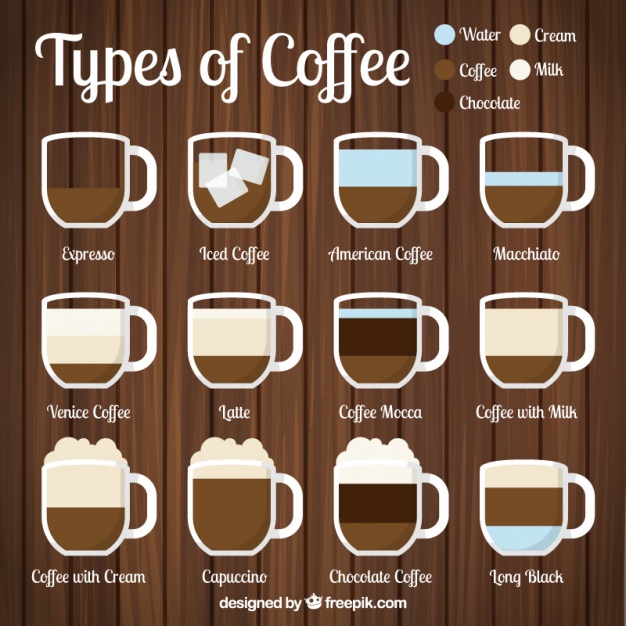 Types of Coffee
Water
Cream
Coffee
Milk
Chocolate
Expresso
Iced Coffee
American Coffee
Macchiato
Venice Coffee
Latte
Coffee Mocca
Coffee with Milk
Coffee with Cream
Capuccino
Chocolate Coffee
Long Black
designed by freepik.com